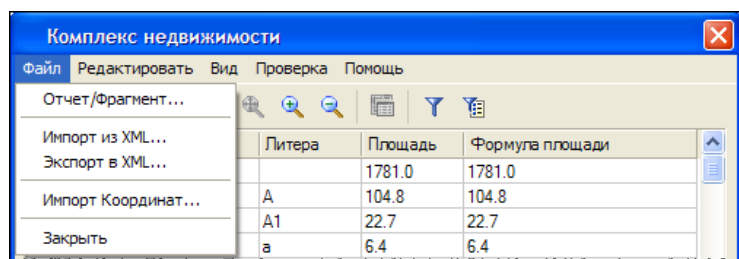 Комплекс недвижимости
Файл Редактировать Вид Проверка Помощь
Отчет/Фрагмент...
Импорт из XML...
Экспорт в XML...
Импорт Координат...
Закрыть
Литера Площадь Формула площади
1781.0 1781.0
А 104.8 104.8
А1 22.7 22.7
а 6.4 6.4